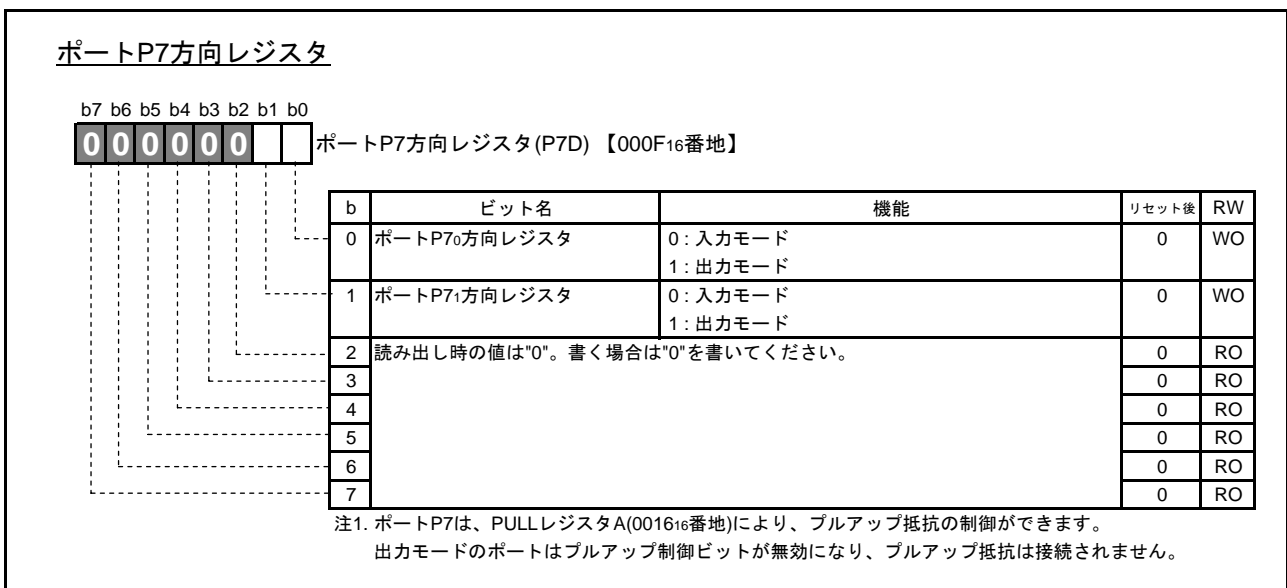 ポートP7方向レジスタ
b7 b6 b5 b4 b3 b2 b1 b0
0 0 0 0 0 0 ポートP7方向レジスタ(P7D) 【000F16番地】
b ビット名 機能 リセット後 RW
0 ポートP70方向レジスタ 0 : 入力モード 0 WO
1 : 出力モード
1 ポートP71方向レジスタ 0 : 入力モード 0 WO
1 : 出力モード
2 読み出し時の値は"0"。書く場合は"0"を書いてください。 0 RO
3 0 RO
4 0 RO
5 0 RO
6 0 RO
7 0 RO
注1. ポートP7は、PULLレジスタA(001616番地)により、プルアップ抵抗の制御ができます。
出力モードのポートはプルアップ制御ビットが無効になり、プルアップ抵抗は接続されません。